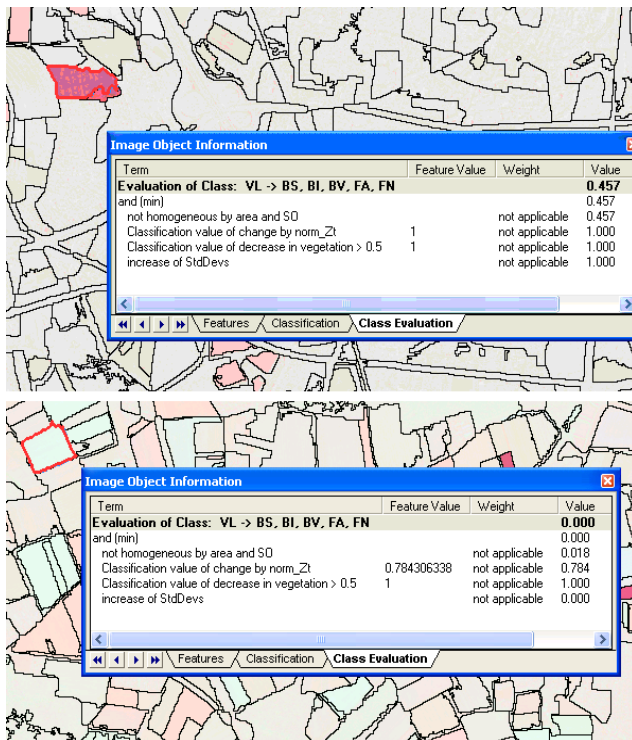 Image Object Information
Term Feature Value Weight Value
Evaluation of Class: VL -> BS, BI, BV, FA, FN 0.457
and (min) 0.457
not homogeneous by area and SO not applicable 0.457
Classification value of change by norm_Zt 1 not applicable 1.000
Classification value of decrease in vegetation > 0.5 1 not applicable 1.000
increase of StdDevs not applicable 1.000
Features Classification Class Evaluation
Image Object Information
Term Feature Value Weight Value
Evaluation of Class: VL -> BS, BI, BV, FA, FN 0.000
and (min) 0.000
not homogeneous by area and SO not applicable 0.018
Classification value of change by norm_Zt 0.784306338 not applicable 0.784
Classification value of decrease in vegetation > 0.5 1 not applicable 1.000
increase of StdDevs not applicable 0.000
Features Classification Class Evaluation